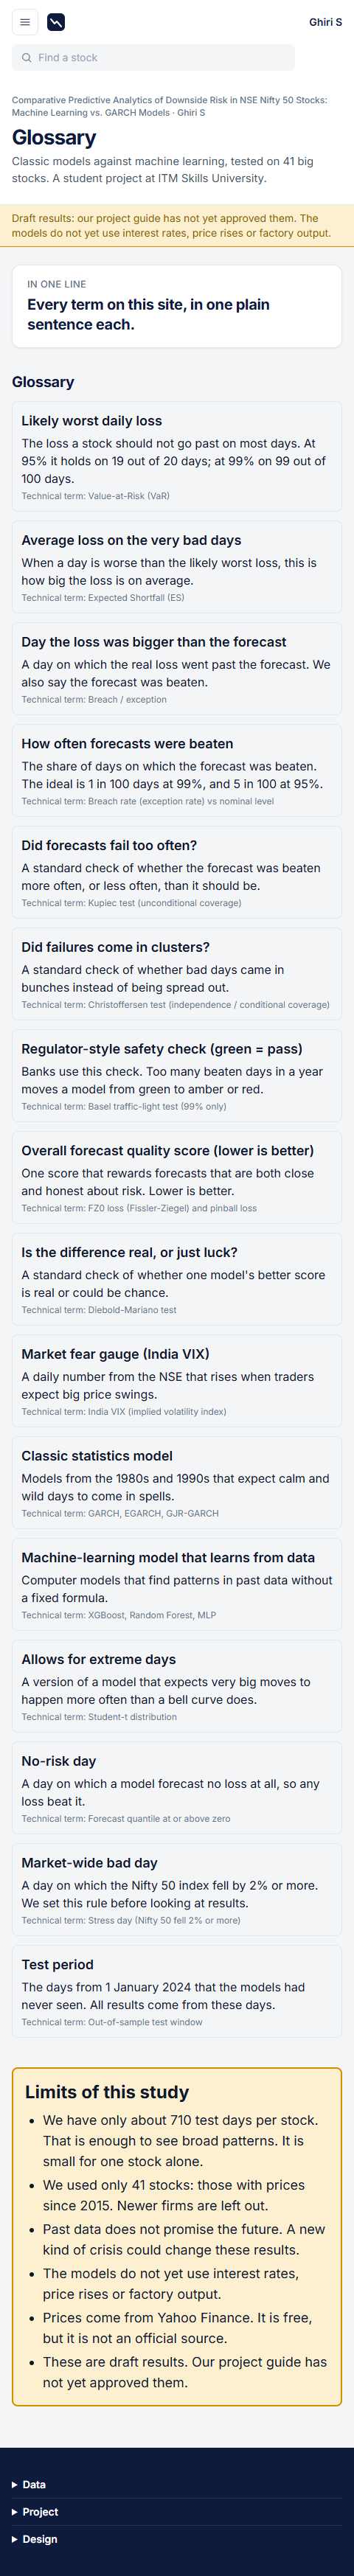 Ghiri S
Find a stock
Comparative Predictive Analytics of Downside Risk in NSE Nifty 50 Stocks:
Machine Learning vs. GARCH Models · Ghiri S
Glossary
Classic models against machine learning, tested on 41 big
stocks. A student project at ITM Skills University.
Draft results: our project guide has not yet approved them. The
models do not yet use interest rates, price rises or factory output.
IN ONE LINE
Every term on this site, in one plain
sentence each.
Glossary
Likely worst daily loss
The loss a stock should not go past on most days. At
95% it holds on 19 out of 20 days; at 99% on 99 out of
100 days.
Technical term: Value-at-Risk (VaR)
Average loss on the very bad days
When a day is worse than the likely worst loss, this is
how big the loss is on average.
Technical term: Expected Shortfall (ES)
Day the loss was bigger than the forecast
A day on which the real loss went past the forecast. We
also say the forecast was beaten.
Technical term: Breach / exception
How often forecasts were beaten
The share of days on which the forecast was beaten.
The ideal is 1 in 100 days at 99%, and 5 in 100 at 95%.
Technical term: Breach rate (exception rate) vs nominal level
Did forecasts fail too often?
A standard check of whether the forecast was beaten
more often, or less often, than it should be.
Technical term: Kupiec test (unconditional coverage)
Did failures come in clusters?
A standard check of whether bad days came in
bunches instead of being spread out.
Technical term: Christoffersen test (independence / conditional coverage)
Regulator-style safety check (green = pass)
Banks use this check. Too many beaten days in a year
moves a model from green to amber or red.
Technical term: Basel traffic-light test (99% only)
Overall forecast quality score (lower is better)
One score that rewards forecasts that are both close
and honest about risk. Lower is better.
Technical term: FZ0 loss (Fissler-Ziegel) and pinball loss
Is the difference real, or just luck?
A standard check of whether one model's better score
is real or could be chance.
Technical term: Diebold-Mariano test
Market fear gauge (India VIX)
A daily number from the NSE that rises when traders
expect big price swings.
Technical term: India VIX (implied volatility index)
Classic statistics model
Models from the 1980s and 1990s that expect calm and
wild days to come in spells.
Technical term: GARCH, EGARCH, GJR-GARCH
Machine-learning model that learns from data
Computer models that find patterns in past data without
a fixed formula.
Technical term: XGBoost, Random Forest, MLP
Allows for extreme days
A version of a model that expects very big moves to
happen more often than a bell curve does.
Technical term: Student-t distribution
No-risk day
A day on which a model forecast no loss at all, so any
loss beat it.
Technical term: Forecast quantile at or above zero
Market-wide bad day
A day on which the Nifty 50 index fell by 2% or more.
We set this rule before looking at results.
Technical term: Stress day (Nifty 50 fell 2% or more)
Test period
The days from 1 January 2024 that the models had
never seen. All results come from these days.
Technical term: Out-of-sample test window
Limits of this study
• We have only about 710 test days per stock.
That is enough to see broad patterns. It is
small for one stock alone.
• We used only 41 stocks: those with prices
since 2015. Newer firms are left out.
• Past data does not promise the future. A new
kind of crisis could change these results.
• The models do not yet use interest rates,
price rises or factory output.
• Prices come from Yahoo Finance. It is free,
but it is not an official source.
• These are draft results. Our project guide has
not yet approved them.
Data
Project
Design